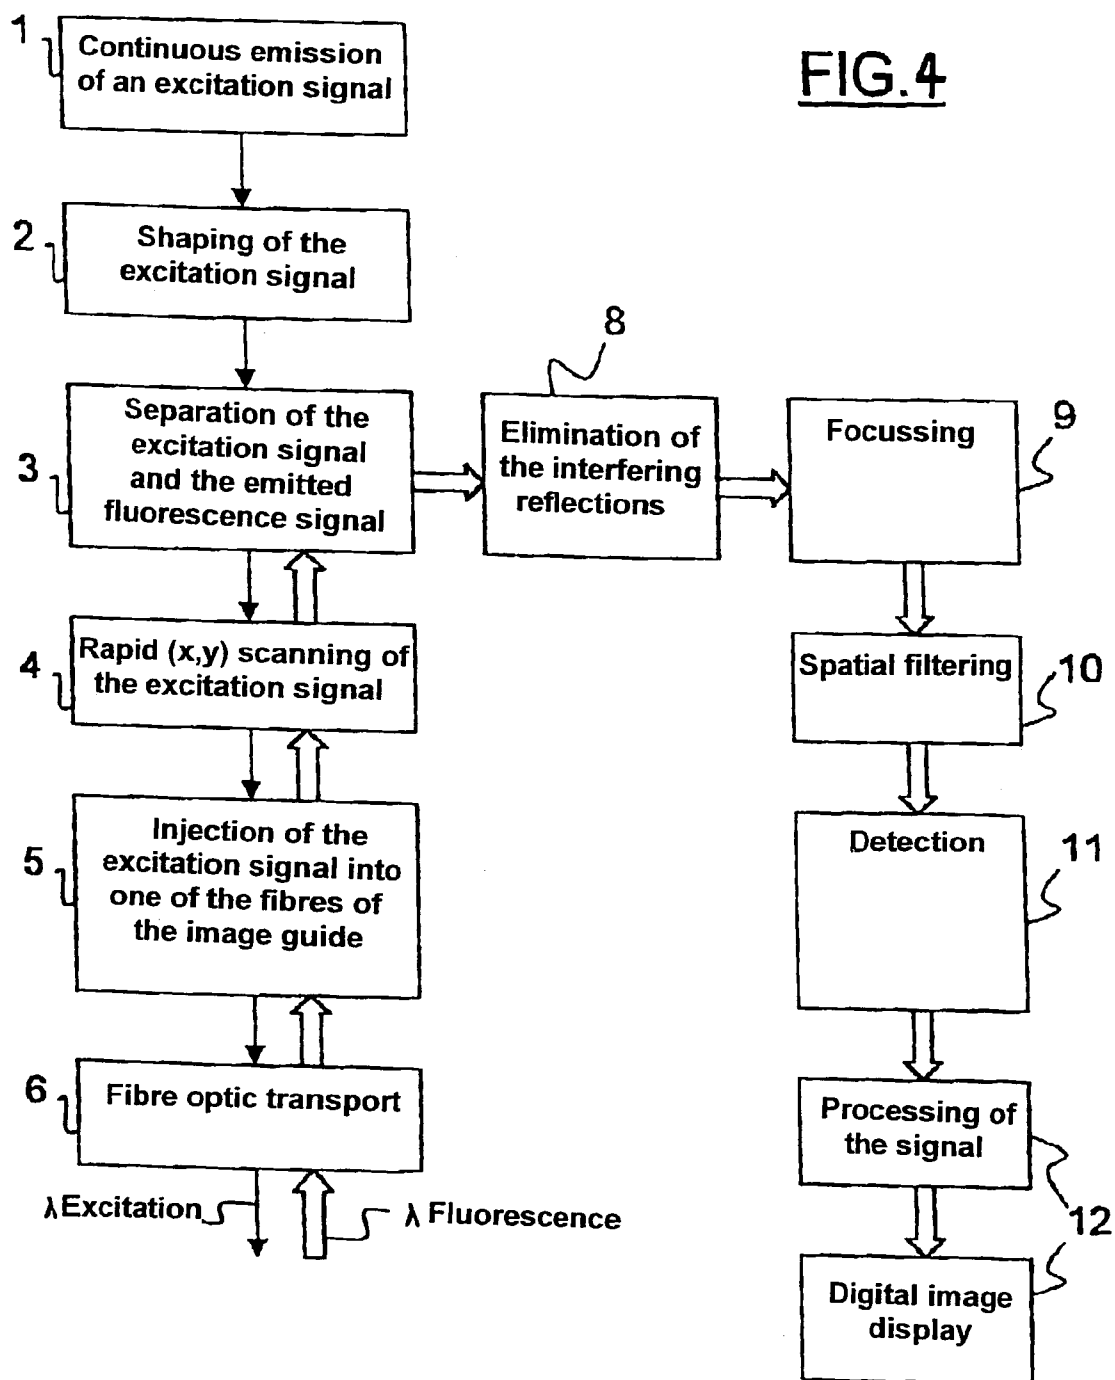 FIG.4
1
Continuous emission
of an excitation signal
2
Shaping of the
excitation signal
3
Separation of the
excitation signal
and the emitted
fluorescence signal
8
Elimination of
the interfering
reflections
9
Focussing
4
Rapid (x,y) scanning of
the excitation signal
10
Spatial filtering
5
Injection of the
excitation signal into
one of the fibres of
the image guide
11
Detection
6
Fibre optic transport
λ Excitation
λ Fluorescence
Processing of
the signal
12
Digital image
display